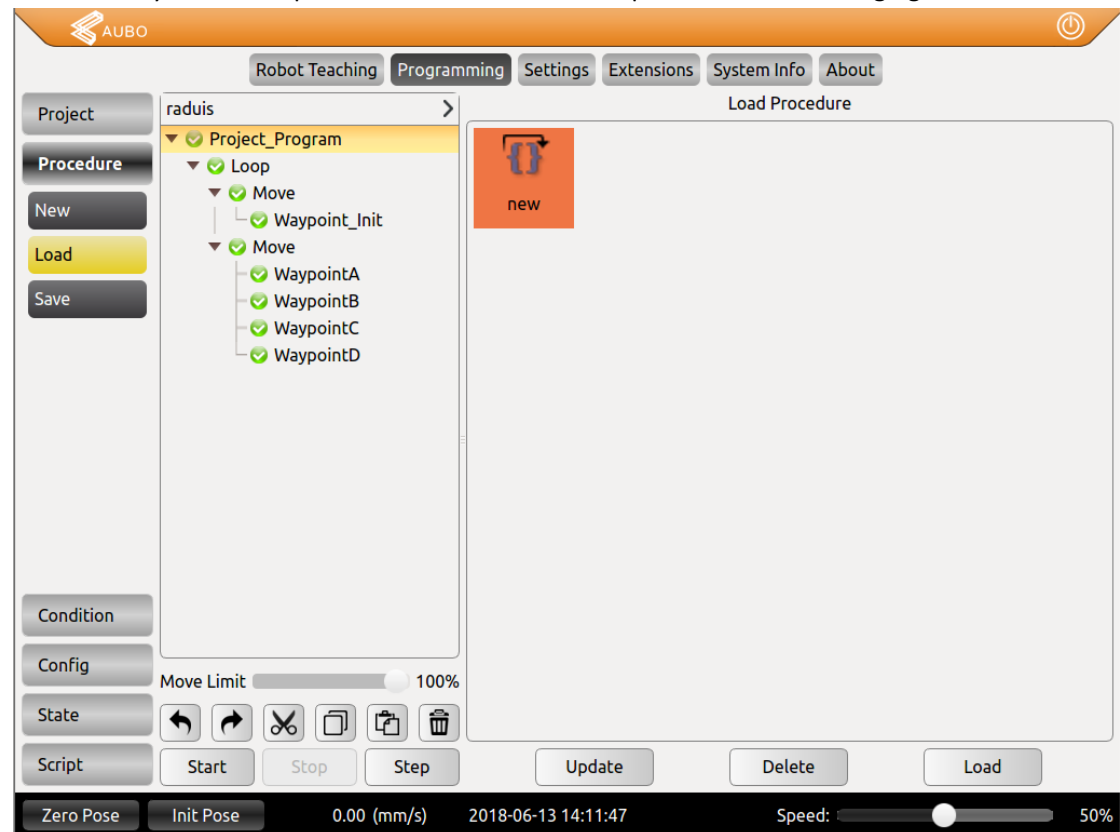 AUBO
Robot Teaching Programming Settings Extensions System Info About
Project
Procedure
New
Load
Save
Condition
Config
State
Script
raduis
Project_Program
Loop
Move
Waypoint_Init
Move
WaypointA
WaypointB
WaypointC
WaypointD
Move Limit 100%
Start Stop Step
Load Procedure
new
Update Delete Load
Zero Pose Init Pose 0.00 (mm/s) 2018-06-13 14:11:47 Speed: 50%